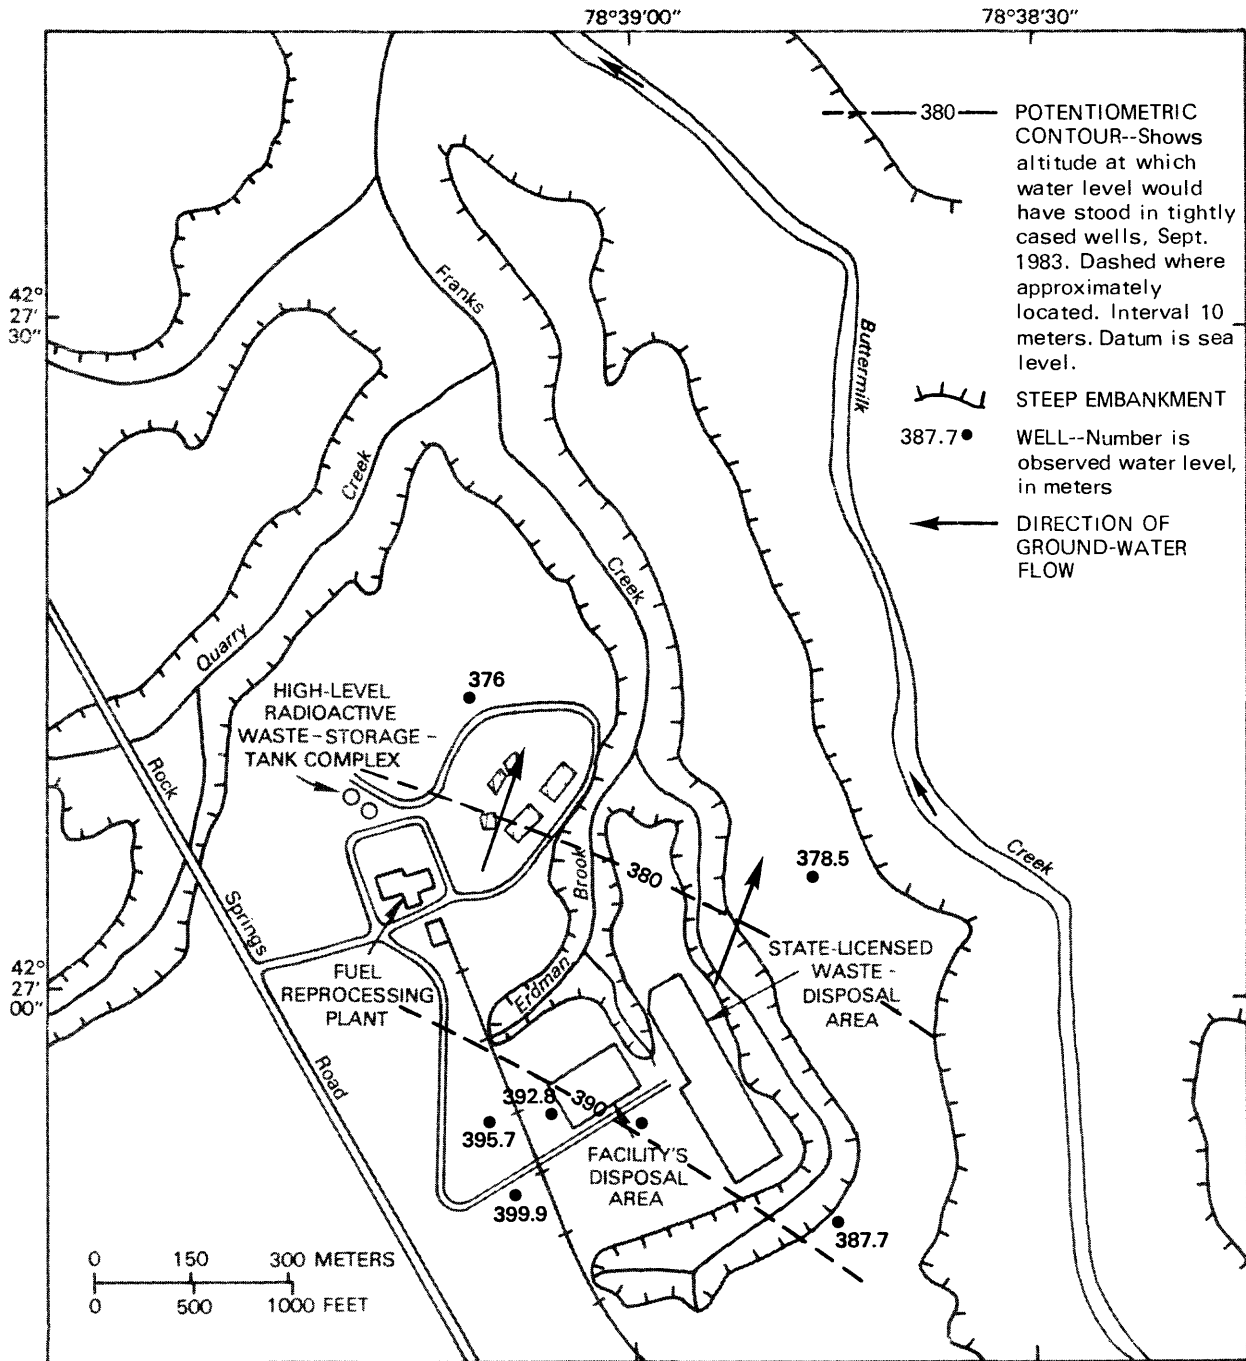 78°39'00"
78°38'30"
380
POTENTIOMETRIC
CONTOUR--Shows
altitude at which
water level would
have stood in tightly
cased wells, Sept.
1983. Dashed where
approximately
located. Interval 10
meters. Datum is sea
level.
STEEP EMBANKMENT
387.7
WELL--Number is
observed water level,
in meters
DIRECTION OF
GROUND-WATER
FLOW
42°
27'
30"
Franks
Creek
Buttermilk
Creek
Quarry
Creek
376
HIGH-LEVEL
RADIOACTIVE
WASTE-STORAGE-
TANK COMPLEX
Rock
Springs
Road
Brook
Erdman
380
378.5
STATE-LICENSED
WASTE-
DISPOSAL
AREA
42°
27'
00"
FUEL
REPROCESSING
PLANT
392.8
390
395.7
FACILITY'S
DISPOSAL
AREA
399.9
387.7
0 150 300 METERS
0 500 1000 FEET